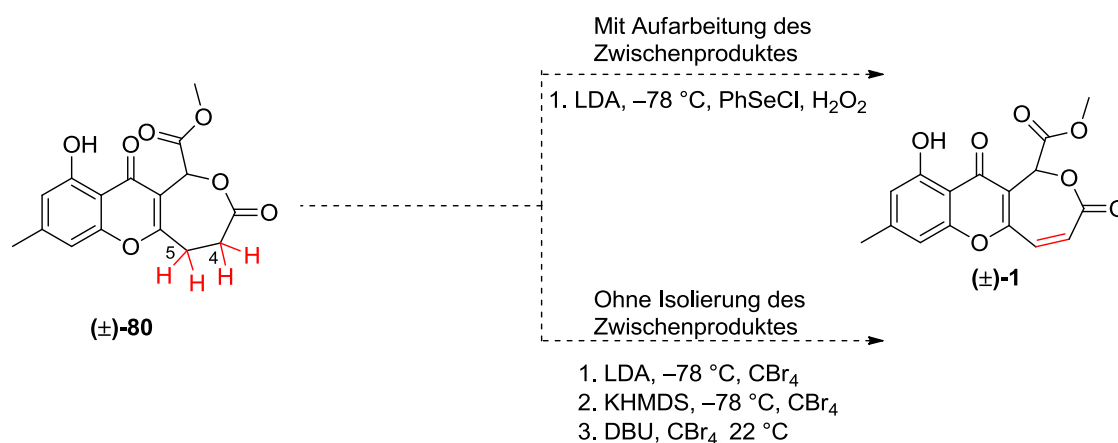 Mit Aufarbeitung des
Zwischenproduktes
1. LDA, –78 °C, PhSeCl, H₂O₂
OH
O
O
O
O
O
O
5
4
H
H
H
H
(±)-80
OH
O
O
O
O
O
O
(±)-1
Ohne Isolierung des
Zwischenproduktes
1. LDA, –78 °C, CBr₄
2. KHMDS, –78 °C, CBr₄
3. DBU, CBr₄ 22 °C